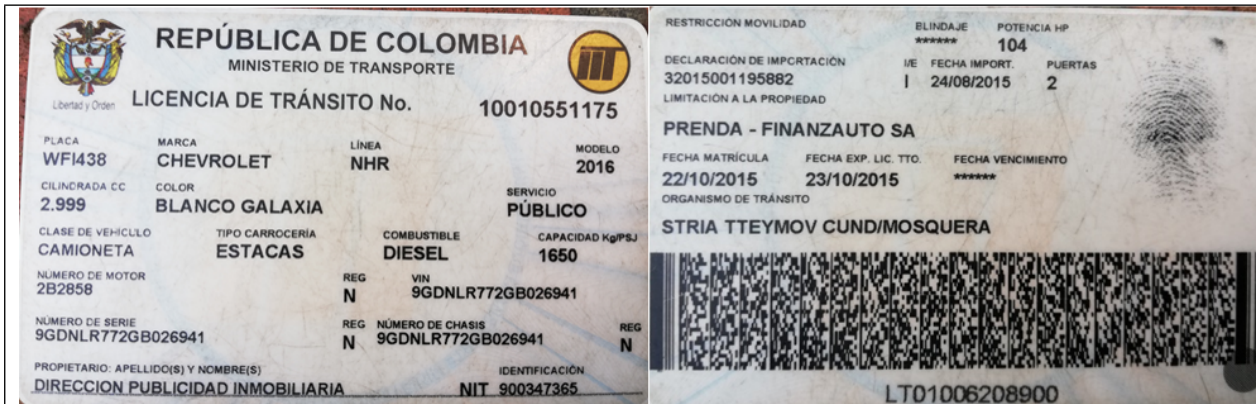 REPÚBLICA DE COLOMBIA
MINISTERIO DE TRANSPORTE
Libertad y Orden
LICENCIA DE TRÁNSITO No. 10010551175
PLACA MARCA LÍNEA MODELO
WFI438 CHEVROLET NHR 2016
CILINDRADA CC COLOR SERVICIO
2.999 BLANCO GALAXIA PÚBLICO
CLASE DE VEHÍCULO TIPO CARROCERÍA COMBUSTIBLE CAPACIDAD Kg/PSJ
CAMIONETA ESTACAS DIESEL 1650
NÚMERO DE MOTOR REG VIN
2B2858 N 9GDNLR772GB026941
NÚMERO DE SERIE REG NÚMERO DE CHASIS REG
9GDNLR772GB026941 N 9GDNLR772GB026941 N
PROPIETARIO: APELLIDO(S) Y NOMBRE(S) IDENTIFICACIÓN
DIRECCION PUBLICIDAD INMOBILIARIA NIT 900347365
RESTRICCIÓN MOVILIDAD BLINDAJE POTENCIA HP
****** 104
DECLARACIÓN DE IMPORTACIÓN I/E FECHA IMPORT. PUERTAS
32015001195882 I 24/08/2015 2
LIMITACIÓN A LA PROPIEDAD
PRENDA - FINANZAUTO SA
FECHA MATRÍCULA FECHA EXP. LIC. TTO. FECHA VENCIMIENTO
22/10/2015 23/10/2015 ******
ORGANISMO DE TRÁNSITO
STRIA TTEYMOV CUND/MOSQUERA
LT01006208900